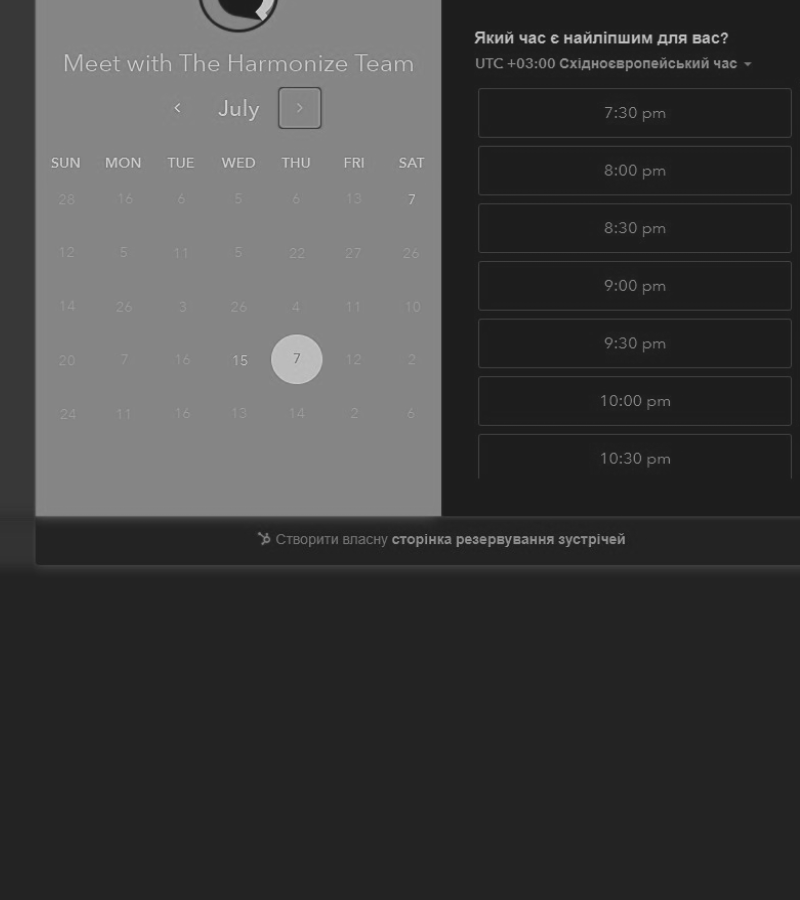 Meet with The Harmonize Team
July
SUN MON TUE WED THU FRI SAT
28 16 6 5 6 13 7
12 5 11 5 22 27 26
14 26 3 26 4 11 10
20 7 16 15 7 12 2
24 11 16 13 14 2 6
Який час є найліпшим для вас?
UTC +03:00 Східноєвропейський час
7:30 pm
8:00 pm
8:30 pm
9:00 pm
9:30 pm
10:00 pm
10:30 pm
Створити власну сторінка резервування зустрічей